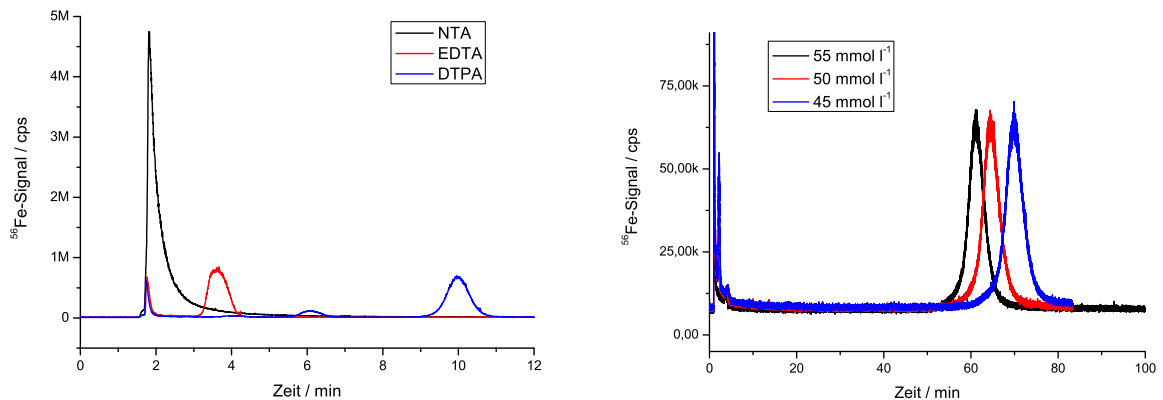 5M
4M
3M
2M
1M
0
⁵⁶Fe-Signal / cps
NTA
EDTA
DTPA
0 2 4 6 8 10 12
Zeit / min
75,00k
50,00k
25,00k
0,00
⁵⁶Fe-Signal / cps
55 mmol l⁻¹
50 mmol l⁻¹
45 mmol l⁻¹
0 20 40 60 80 100
Zeit / min